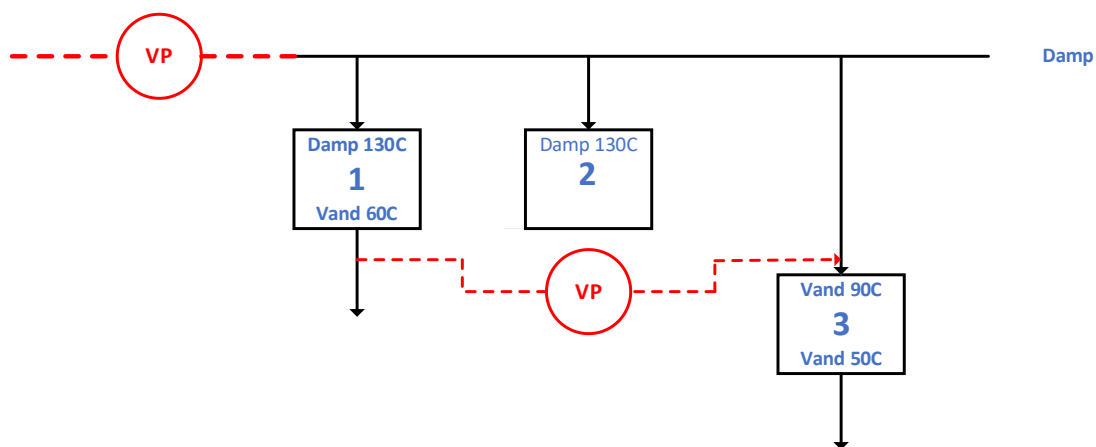 VP
Damp
Damp 130C
1
Vand 60C
Damp 130C
2
VP
Vand 90C
3
Vand 50C